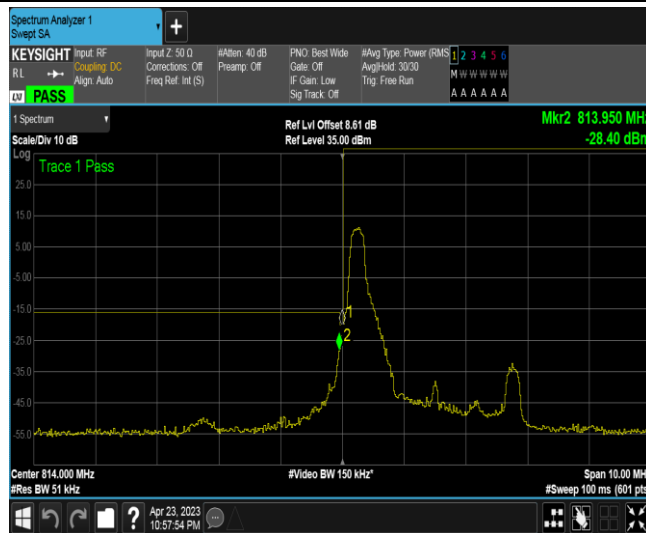 Spectrum Analyzer 1
Swept SA
KEYSIGHT
RL
LXI PASS
Input: RF
Coupling: DC
Align: Auto
Input Z: 50 Ω
Corrections: Off
Freq Ref: Int (S)
#Atten: 40 dB
Preamp: Off
PNO: Best Wide
Gate: Off
IF Gain: Low
Sig Track: Off
#Avg Type: Power (RMS
Avg|Hold: 30/30
Trig: Free Run
1 2 3 4 5 6
M W W W W W
A A A A A A
1 Spectrum
Scale/Div 10 dB
Ref Lvl Offset 8.61 dB
Ref Level 35.00 dBm
Mkr2 813.950 MHz
-28.40 dBm
Log
Trace 1 Pass
25.0
15.0
5.00
-5.00
-15.0
-25.0
-35.0
-45.0
-55.0
1
2
Center 814.000 MHz
#Res BW 51 kHz
#Video BW 150 kHz*
Span 10.00 MH
#Sweep 100 ms (601 pts
?
Apr 23, 2023
10:57:54 PM